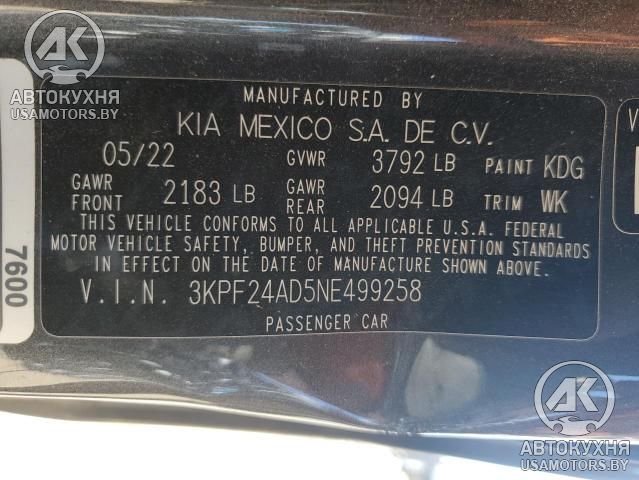 АК
АВТОКУХНЯ
USAMOTORS.BY
MANUFACTURED BY
KIA MEXICO S.A. DE C.V.
05/22 GVWR 3792 LB PAINT KDG
GAWR FRONT 2183 LB GAWR REAR 2094 LB TRIM WK
THIS VEHICLE CONFORMS TO ALL APPLICABLE U.S.A. FEDERAL
MOTOR VEHICLE SAFETY, BUMPER, AND THEFT PREVENTION STANDARDS
IN EFFECT ON THE DATE OF MANUFACTURE SHOWN ABOVE.
V.I.N. 3KPF24AD5NE499258
PASSENGER CAR
7600
V
АК
АВТОКУХНЯ
USAMOTORS.BY